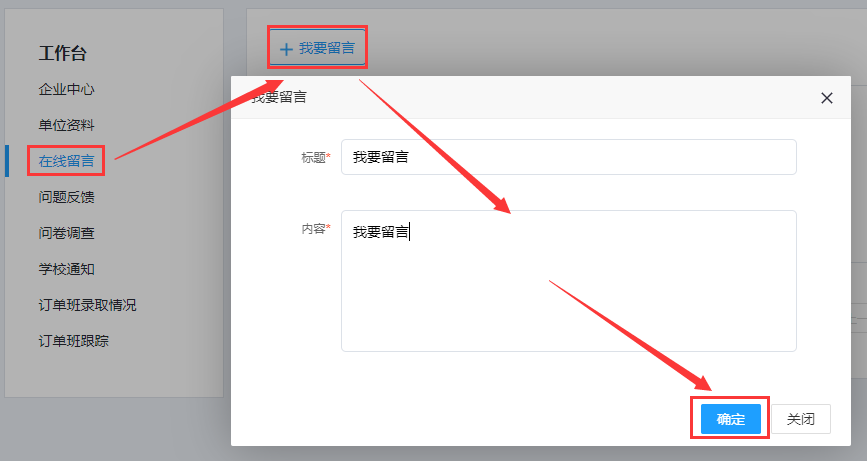 工作台
企业中心
单位资料
在线留言
问题反馈
问卷调查
学校通知
订单班录取情况
订单班跟踪
+ 我要留言
我要留言
标题* 我要留言
内容* 我要留言
确定 关闭